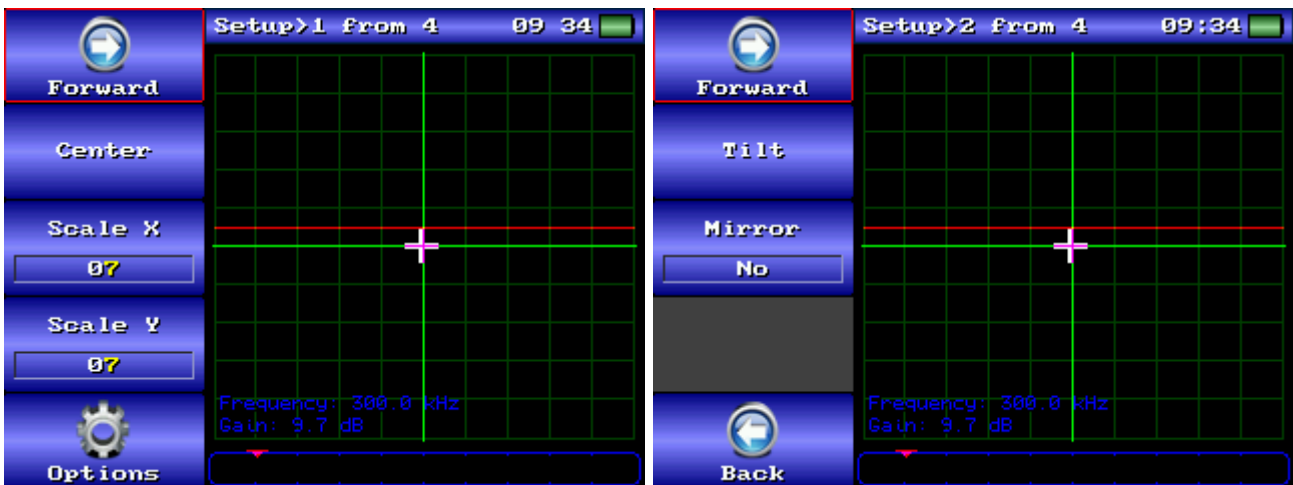 Setup>1 from 4 09 34
Forward
Center
Scale X
07
Scale Y
07
Options
Frequency: 300.0 kHz
Gain: 9.7 dB
Setup>2 from 4 09:34
Forward
Tilt
Mirror
No
Back
Frequency: 300.0 kHz
Gain: 9.7 dB